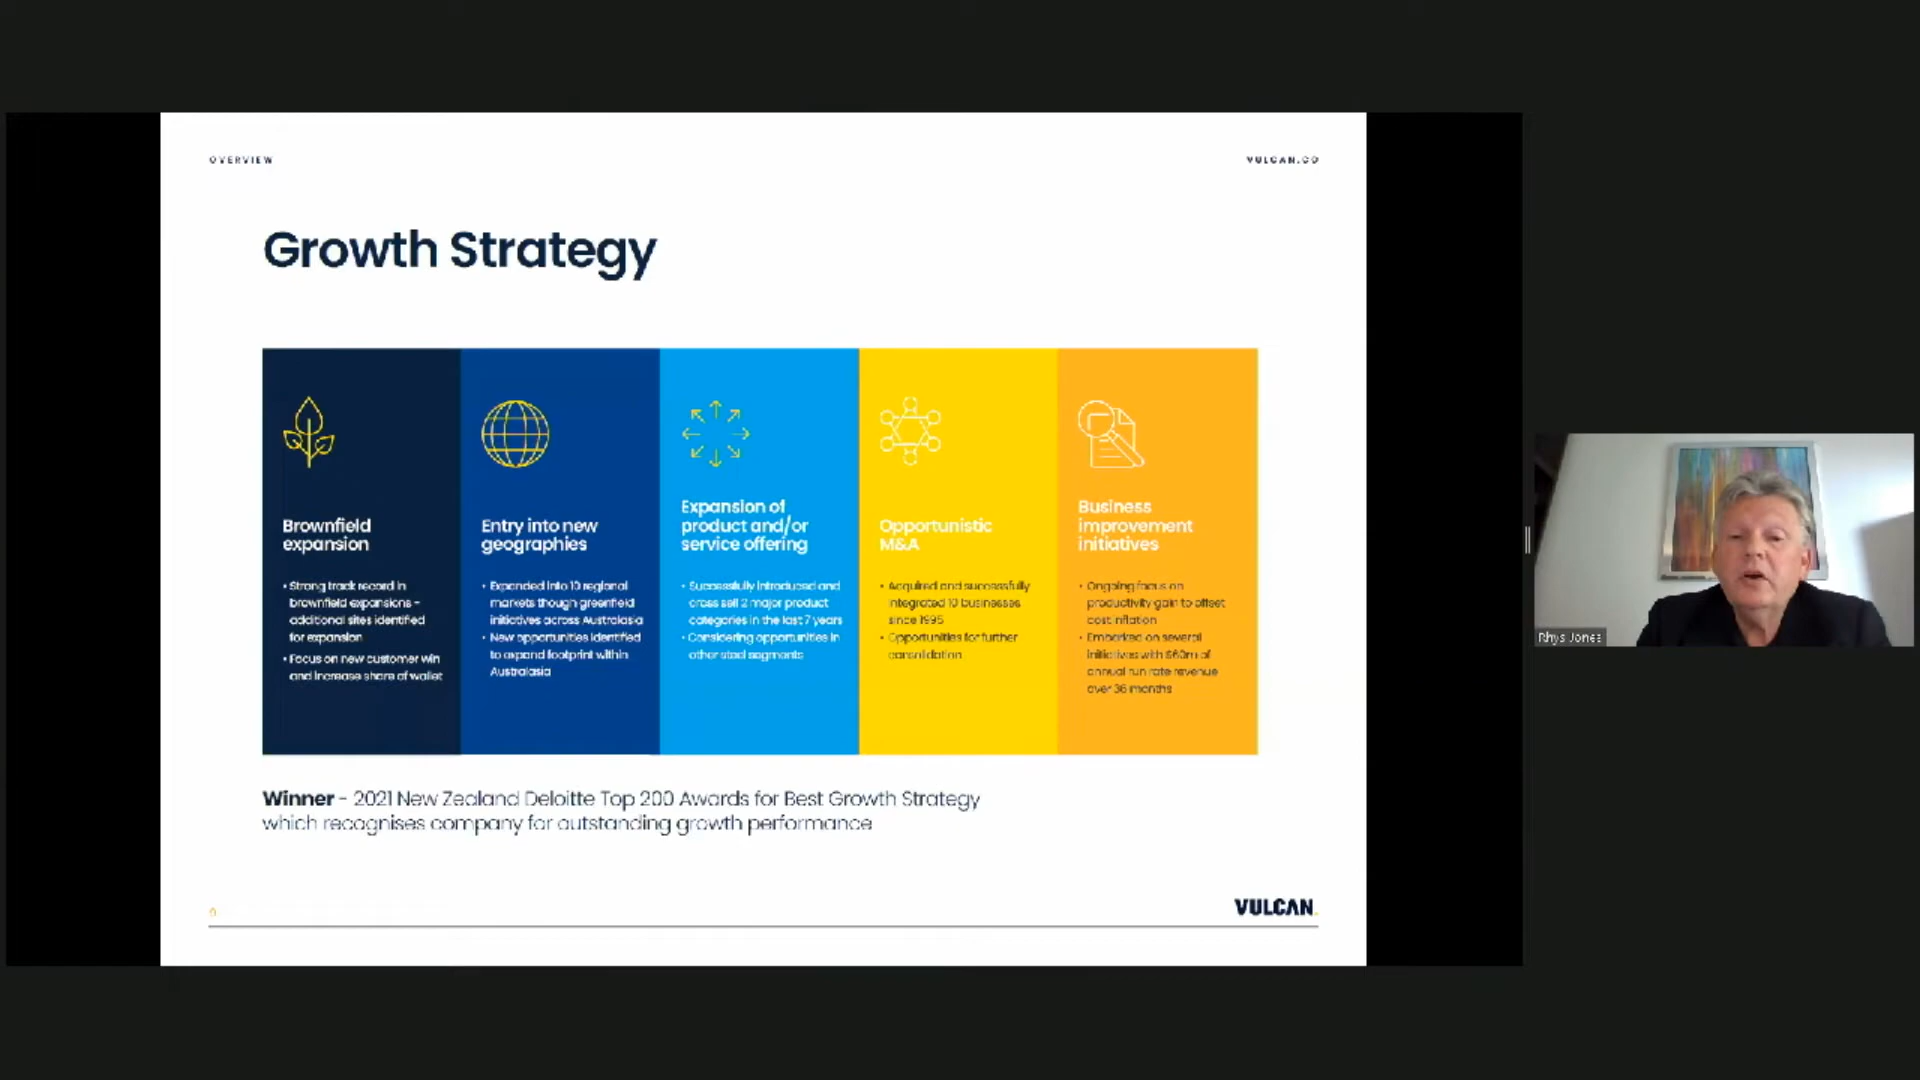 OVERVIEW
VULCAN.CO
Growth Strategy
Brownfield
expansion
• Strong track record in
brownfield expansions -
additional sites identified
for expansion
• Focus on new customer win
and increase share of wallet
Entry into new
geographies
• Expanded into 10 regional
markets though greenfield
initiatives across Australasia
• New opportunities identified
to expand footprint within
Australasia
Expansion of
product and/or
service offering
• Successfully introduced and
cross sell 2 major product
categories in the last 7 years
• Considering opportunities in
other steel segments
Opportunistic
M&A
• Acquired and successfully
integrated 10 businesses
since 1995
• Opportunities for further
consolidation
Business
improvement
initiatives
• Ongoing focus on
productivity gain to offset
cost inflation
• Embarked on several
initiatives with $60m of
annual run rate revenue
over 36 months
Winner - 2021 New Zealand Deloitte Top 200 Awards for Best Growth Strategy
which recognises company for outstanding growth performance
9
VULCAN.
Rhys Jones